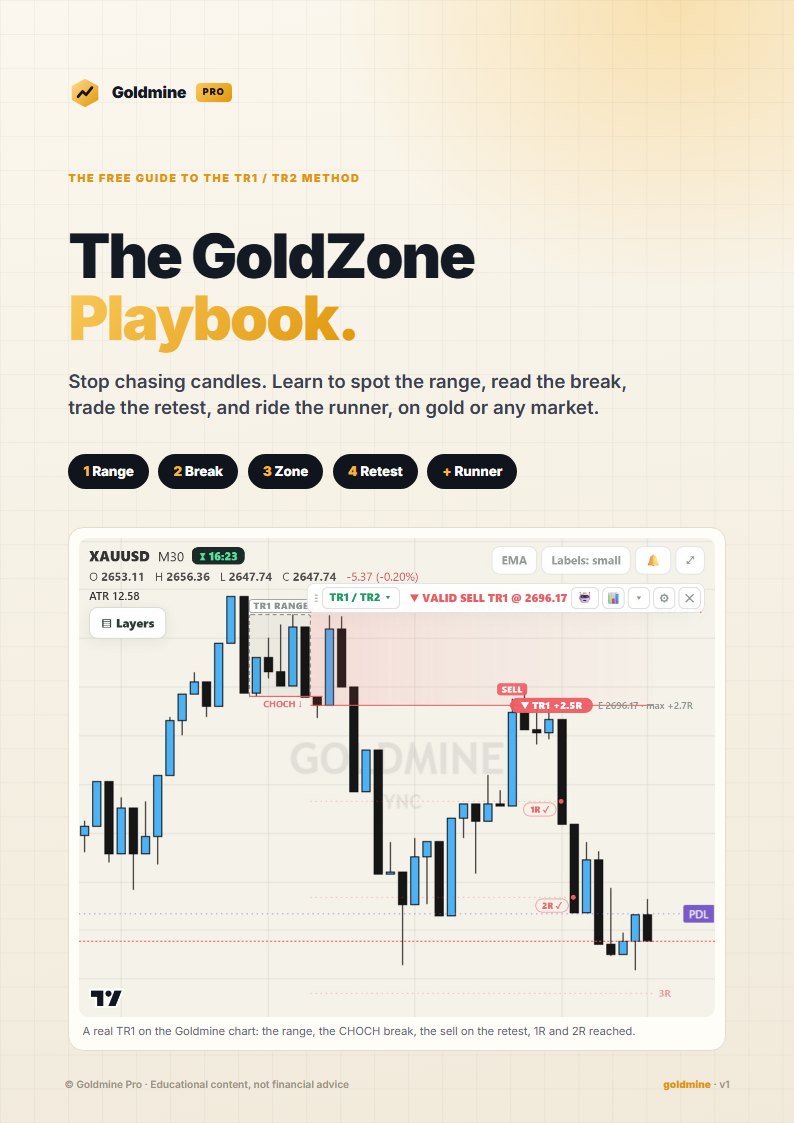 Goldmine PRO
THE FREE GUIDE TO THE TR1 / TR2 METHOD
The GoldZone
Playbook.
Stop chasing candles. Learn to spot the range, read the break,
trade the retest, and ride the runner, on gold or any market.
1 Range 2 Break 3 Zone 4 Retest + Runner
XAUUSD M30 16:23 EMA Labels: small
O 2653.11 H 2656.36 L 2647.74 C 2647.74 -5.37 (-0.20%)
ATR 12.58 TR1 / TR2 ▼ VALID SELL TR1 @ 2696.17
TR1 RANGE
Layers
SELL
CHOCH ↓ ▼ TR1 +2.5R E 2696.17 · max +2.7R
GOLDMINE
YNC
1R ✓
2R ✓
PDL
3R
A real TR1 on the Goldmine chart: the range, the CHOCH break, the sell on the retest, 1R and 2R reached.
© Goldmine Pro · Educational content, not financial advice goldmine · v1